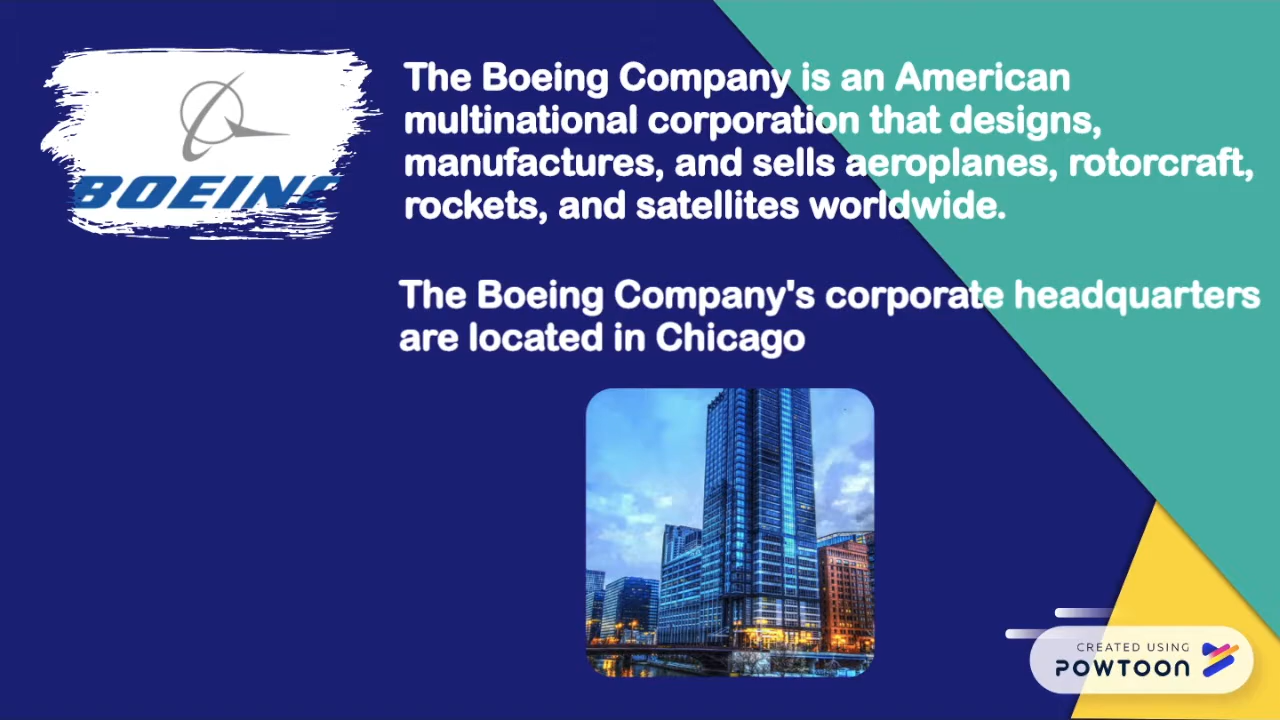 BOEING
The Boeing Company is an American
multinational corporation that designs,
manufactures, and sells aeroplanes, rotorcraft,
rockets, and satellites worldwide.
The Boeing Company's corporate headquarters
are located in Chicago
CREATED USING
POWTOON